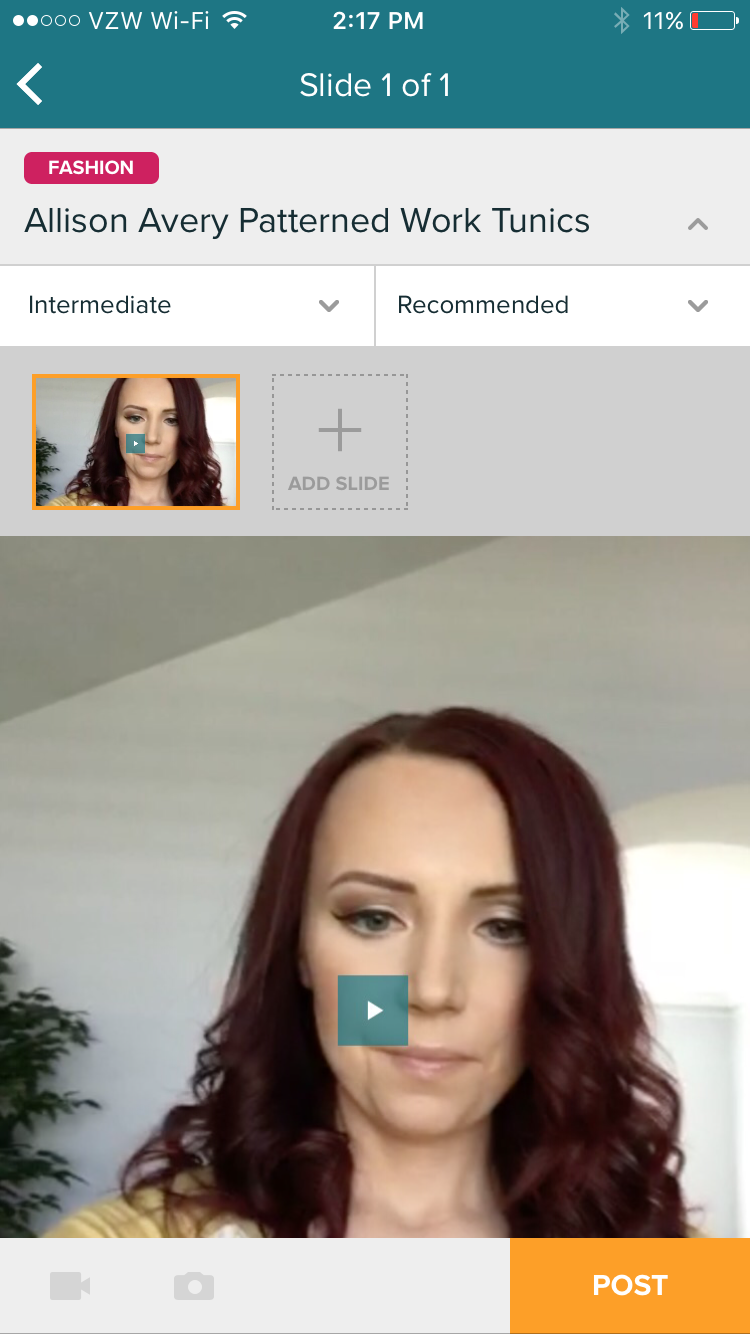 VZW Wi-Fi 2:17 PM 11%
Slide 1 of 1
FASHION
Allison Avery Patterned Work Tunics
Intermediate Recommended
ADD SLIDE
POST